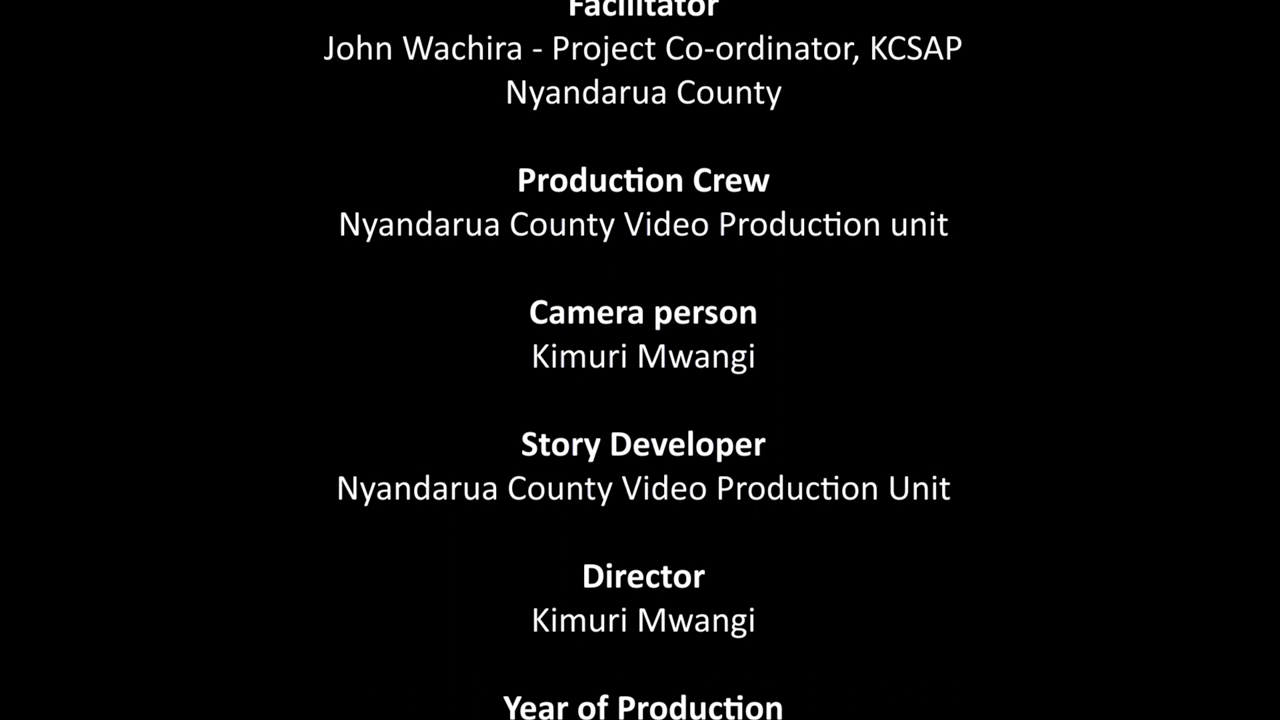 Facilitator
John Wachira - Project Co-ordinator, KCSAP
Nyandarua County
Production Crew
Nyandarua County Video Production unit
Camera person
Kimuri Mwangi
Story Developer
Nyandarua County Video Production Unit
Director
Kimuri Mwangi
Year of Production